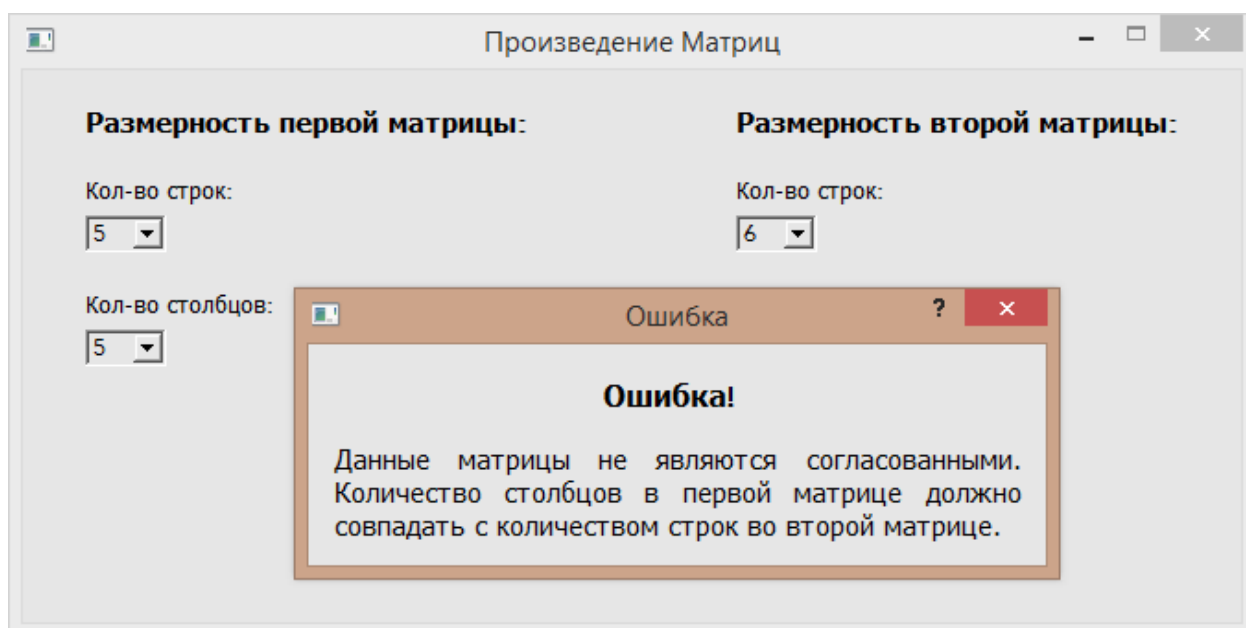 Произведение Матриц
Размерность первой матрицы:
Размерность второй матрицы:
Кол-во строк:
Кол-во строк:
5
6
Кол-во столбцов:
5
Ошибка
?
Ошибка!
Данные матрицы не являются согласованными.
Количество столбцов в первой матрице должно
совпадать с количеством строк во второй матрице.